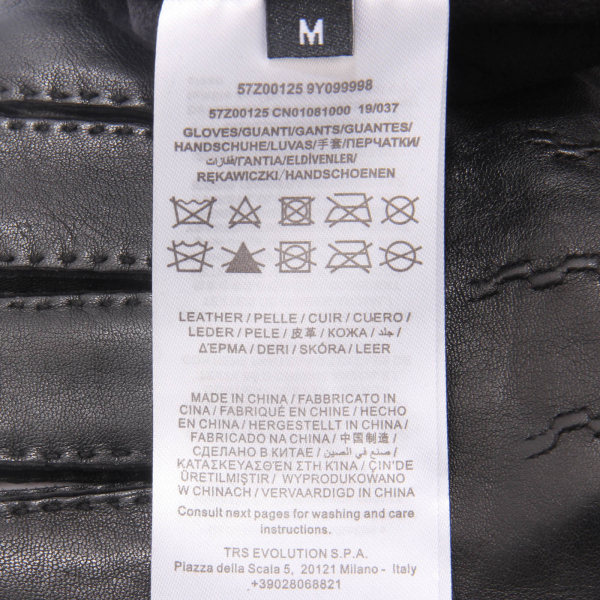 M
57Z00125 9Y099998
57Z00125 CN01081000 19/037
GLOVES/GUANTI/GANTS/GUANTES/
HANDSCHUHE/LUVAS/手套/ПЕРЧАТКИ/
قفازات/ΓΑΝΤΙΑ/ELDİVENLER/
RĘKAWICZKI/HANDSCHOENEN
LEATHER / PELLE / CUIR / CUERO /
LEDER / PELE / 皮革 / КОЖА / جلد /
ΔΈΡΜΑ / DERI / SKÓRA / LEER
MADE IN CHINA / FABBRICATO IN
CINA / FABRIQUÉ EN CHINE / HECHO
EN CHINA / HERGESTELLT IN CHINA /
FABRICADO NA CHINA / 中国制造 /
СДЕЛАНО В КИТАЕ / صنع في الصين /
ΚΑΤΑΣΚΕΥΑΣΘΈΝ ΣΤΗ ΚΊΝΑ / ÇİN'DE
ÜRETİLMİŞTİR / WYPRODUKOWANO
W CHINACH / VERVAARDIGD IN CHINA
Consult next pages for washing and care
instructions.
TRS EVOLUTION S.P.A.
Piazza della Scala 5, 20121 Milano - Italy
+39028068821